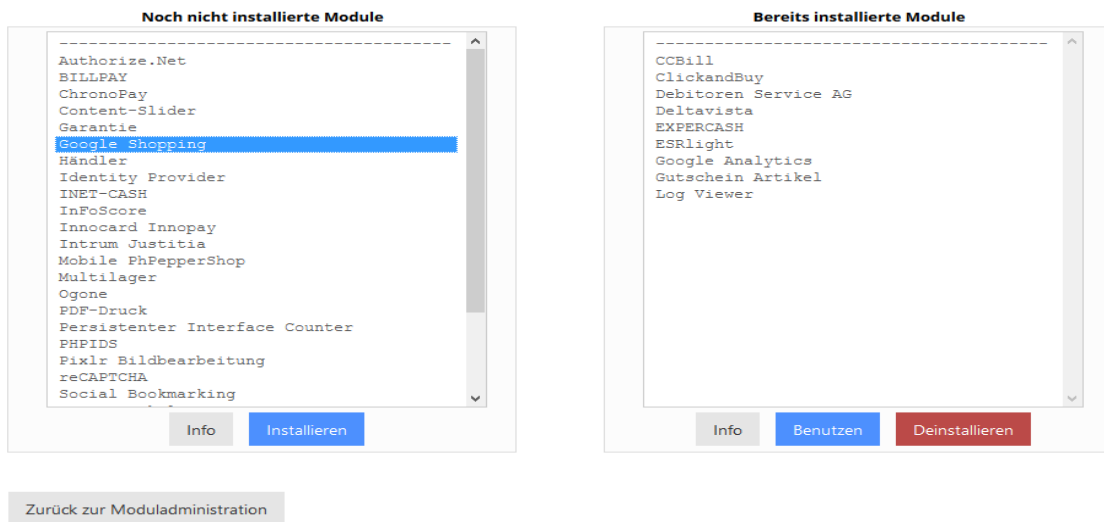 Noch nicht installierte Module
----------------------------------------
Authorize.Net
BILLPAY
ChronoPay
Content-Slider
Garantie
Google Shopping
Händler
Identity Provider
INET-CASH
InFoScore
Innocard Innopay
Intrum Justitia
Mobile PhPepperShop
Multilager
Ogone
PDF-Druck
Persistenter Interface Counter
PHPIDS
Pixlr Bildbearbeitung
reCAPTCHA
Social Bookmarking
Info
Installieren
Bereits installierte Module
----------------------------------------
CCBill
ClickandBuy
Debitoren Service AG
Deltavista
EXPERCASH
ESRlight
Google Analytics
Gutschein Artikel
Log Viewer
Info
Benutzen
Deinstallieren
Zurück zur Moduladministration